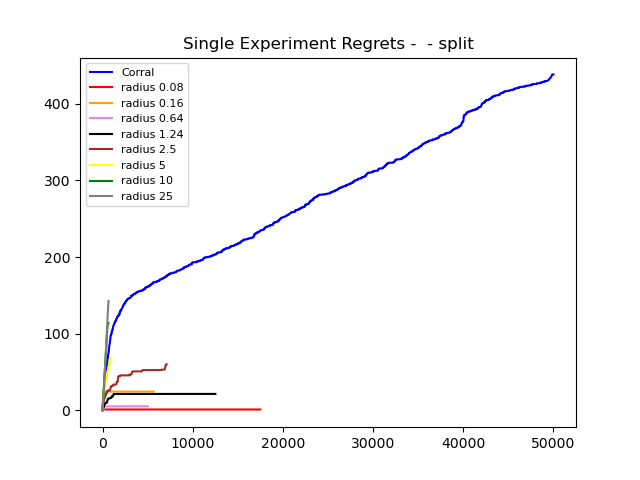 Single Experiment Regrets -  - split
Corral
radius 0.08
radius 0.16
radius 0.64
radius 1.24
radius 2.5
radius 5
radius 10
radius 25
400
300
200
100
0
0 10000 20000 30000 40000 50000